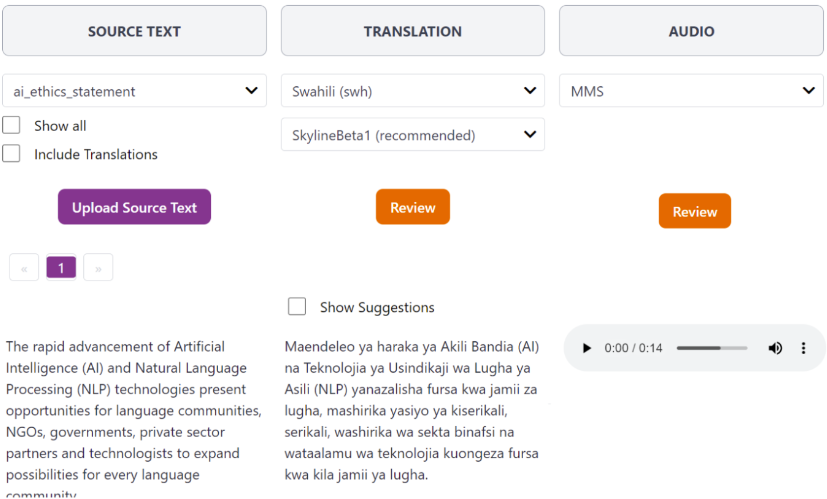 SOURCE TEXT
TRANSLATION
AUDIO
ai_ethics_statement
Swahili (swh)
MMS
Show all
SkylineBeta1 (recommended)
Include Translations
Upload Source Text
Review
Review
«
1
»
Show Suggestions
The rapid advancement of Artificial
Intelligence (AI) and Natural Language
Processing (NLP) technologies present
opportunities for language communities,
NGOs, governments, private sector
partners and technologists to expand
possibilities for every language
community.
Maendeleo ya haraka ya Akili Bandia (AI)
na Teknolojia ya Usindikaji wa Lugha ya
Asili (NLP) yanazalisha fursa kwa jamii za
lugha, mashirika yasiyo ya kiserikali,
serikali, washirika wa sekta binafsi na
wataalamu wa teknolojia kuongeza fursa
kwa kila jamii ya lugha.
0:00 / 0:14